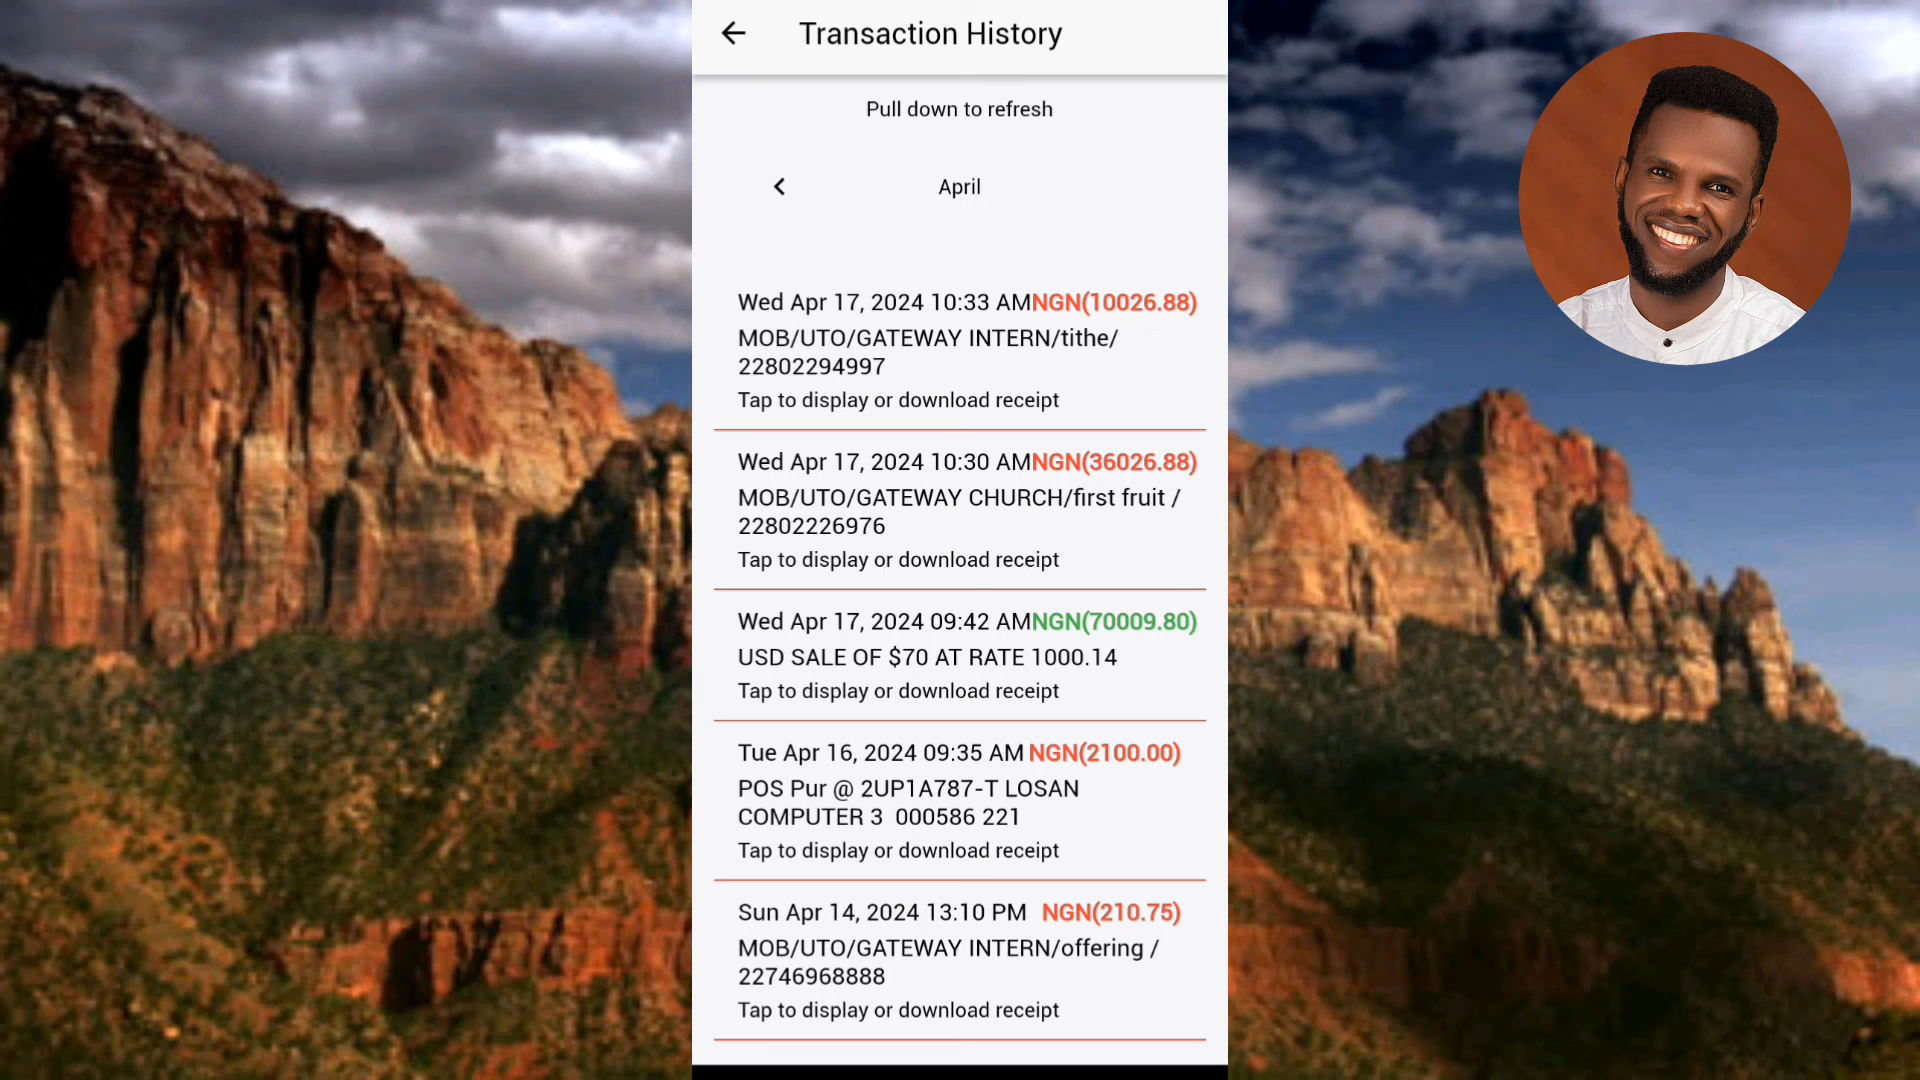 Transaction History
Pull down to refresh
April
Wed Apr 17, 2024 10:33 AM NGN(10026.88)
MOB/UTO/GATEWAY INTERN/tithe/
22802294997
Tap to display or download receipt
Wed Apr 17, 2024 10:30 AM NGN(36026.88)
MOB/UTO/GATEWAY CHURCH/first fruit /
22802226976
Tap to display or download receipt
Wed Apr 17, 2024 09:42 AM NGN(70009.80)
USD SALE OF $70 AT RATE 1000.14
Tap to display or download receipt
Tue Apr 16, 2024 09:35 AM NGN(2100.00)
POS Pur @ 2UP1A787-T LOSAN
COMPUTER 3  000586 221
Tap to display or download receipt
Sun Apr 14, 2024 13:10 PM NGN(210.75)
MOB/UTO/GATEWAY INTERN/offering /
22746968888
Tap to display or download receipt